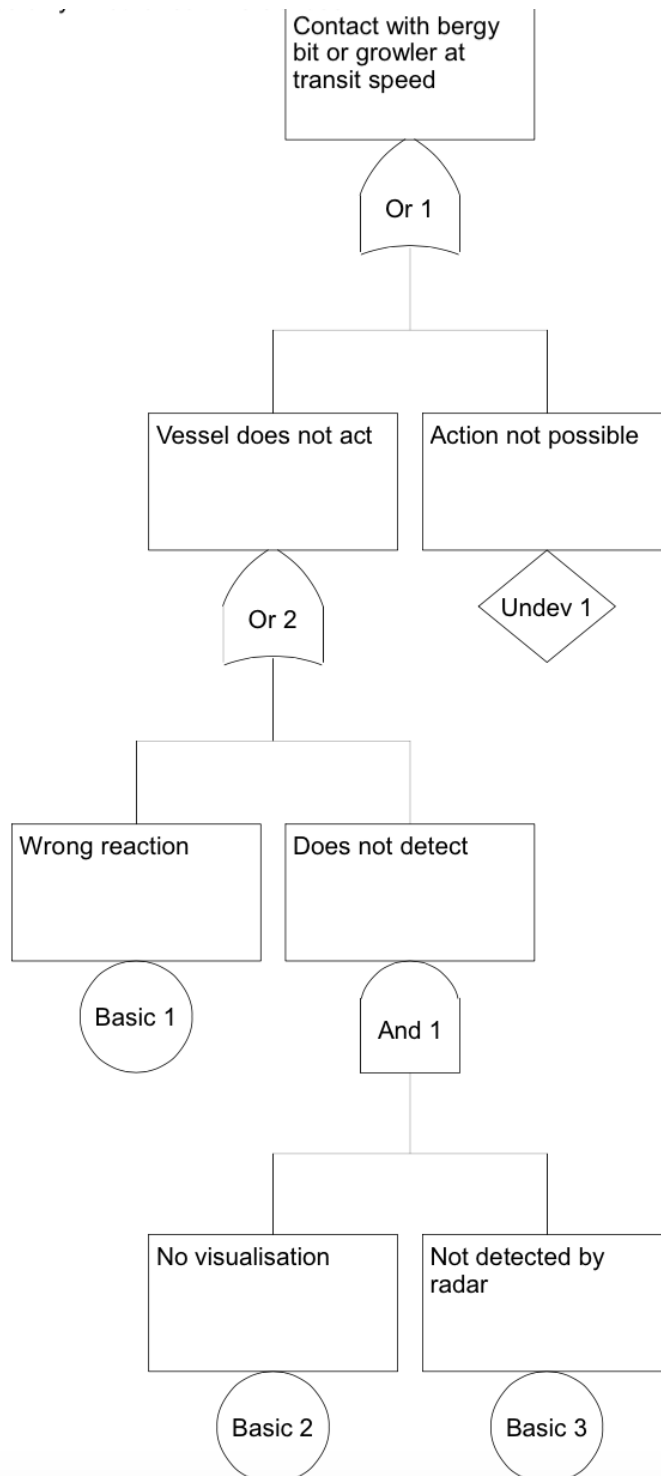 Contact with bergy
bit or growler at
transit speed
Or 1
Vessel does not act
Action not possible
Or 2
Undev 1
Wrong reaction
Does not detect
Basic 1
And 1
No visualisation
Not detected by
radar
Basic 2
Basic 3